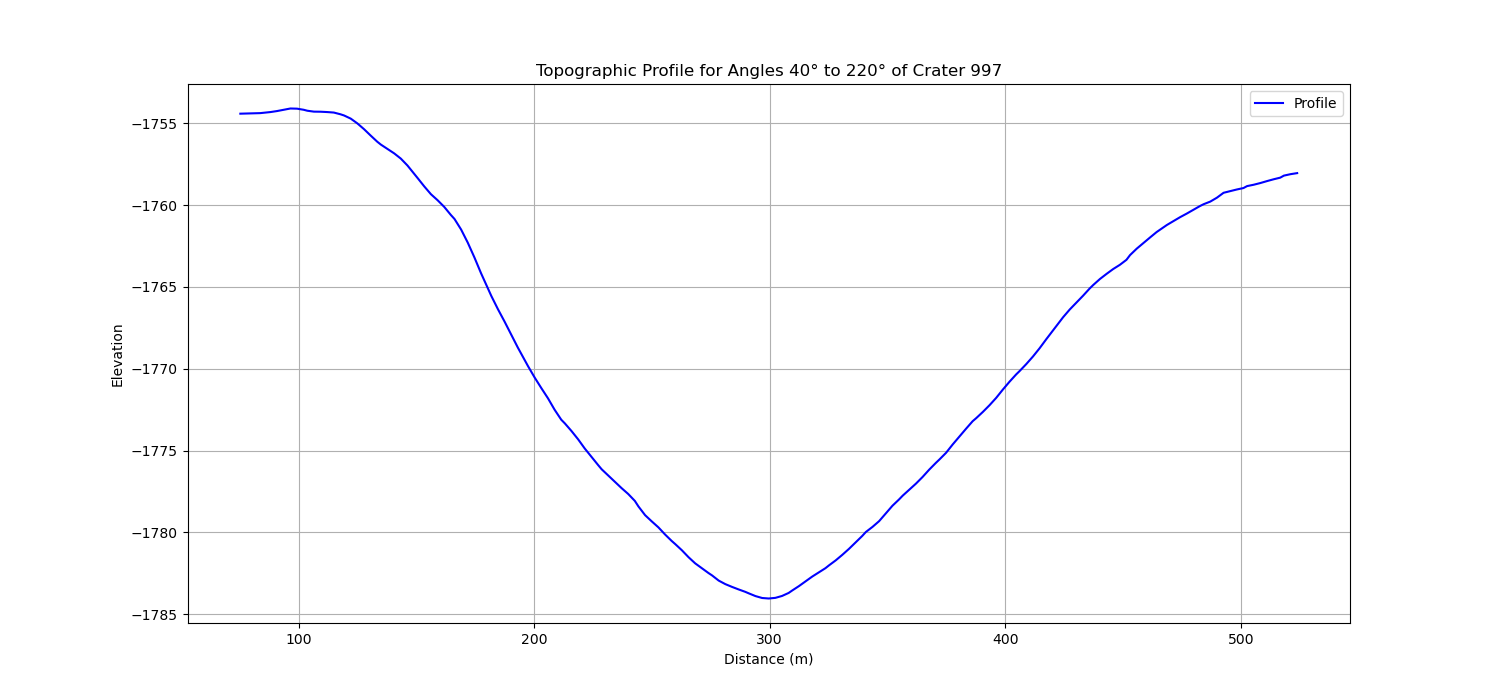 Topographic Profile for Angles 40° to 220° of Crater 997
Profile
−1755
−1760
−1765
−1770
−1775
−1780
−1785
Elevation
100 200 300 400 500
Distance (m)